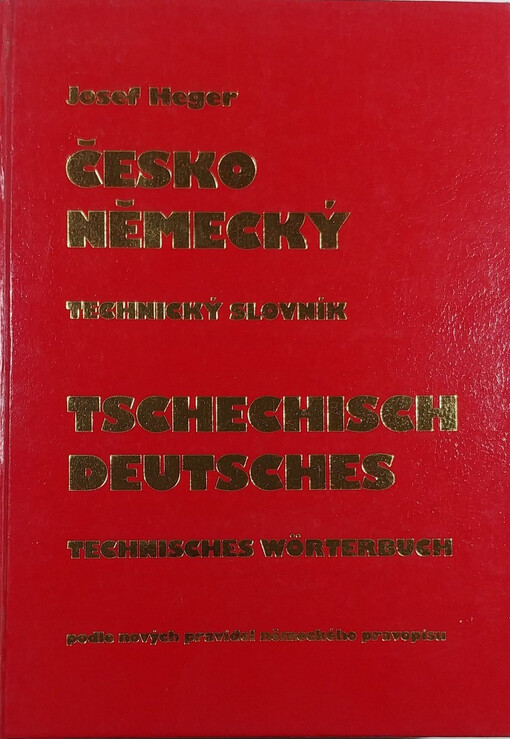 Josef Heger
ČESKO
NĚMECKÝ
TECHNICKÝ SLOVNÍK
TSCHECHISCH
DEUTSCHES
TECHNISCHES WÖRTERBUCH
podle nových pravidel německého pravopisu